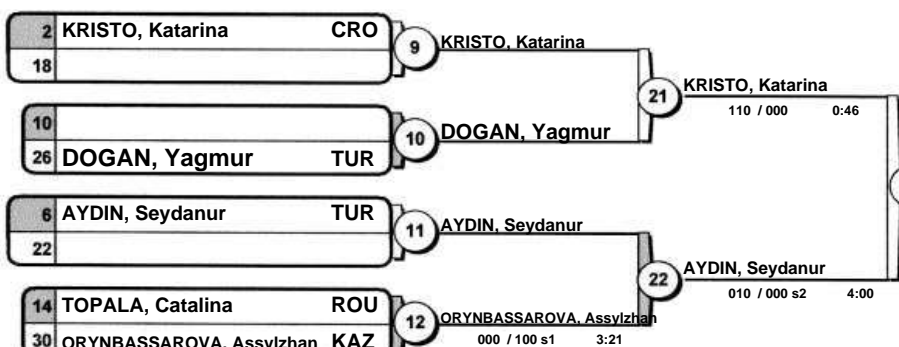 2 KRISTO, Katarina CRO
18
9
KRISTO, Katarina
10
26 DOGAN, Yagmur TUR
10
DOGAN, Yagmur
21
KRISTO, Katarina
110 / 000 0:46
6 AYDIN, Seydanur TUR
22
11
AYDIN, Seydanur
14 TOPALA, Catalina ROU
30 ORYNBASSAROVA, Assylzhan KAZ
12
ORYNBASSAROVA, Assylzhan
000 / 100 s1 3:21
22
AYDIN, Seydanur
010 / 000 s2 4:00